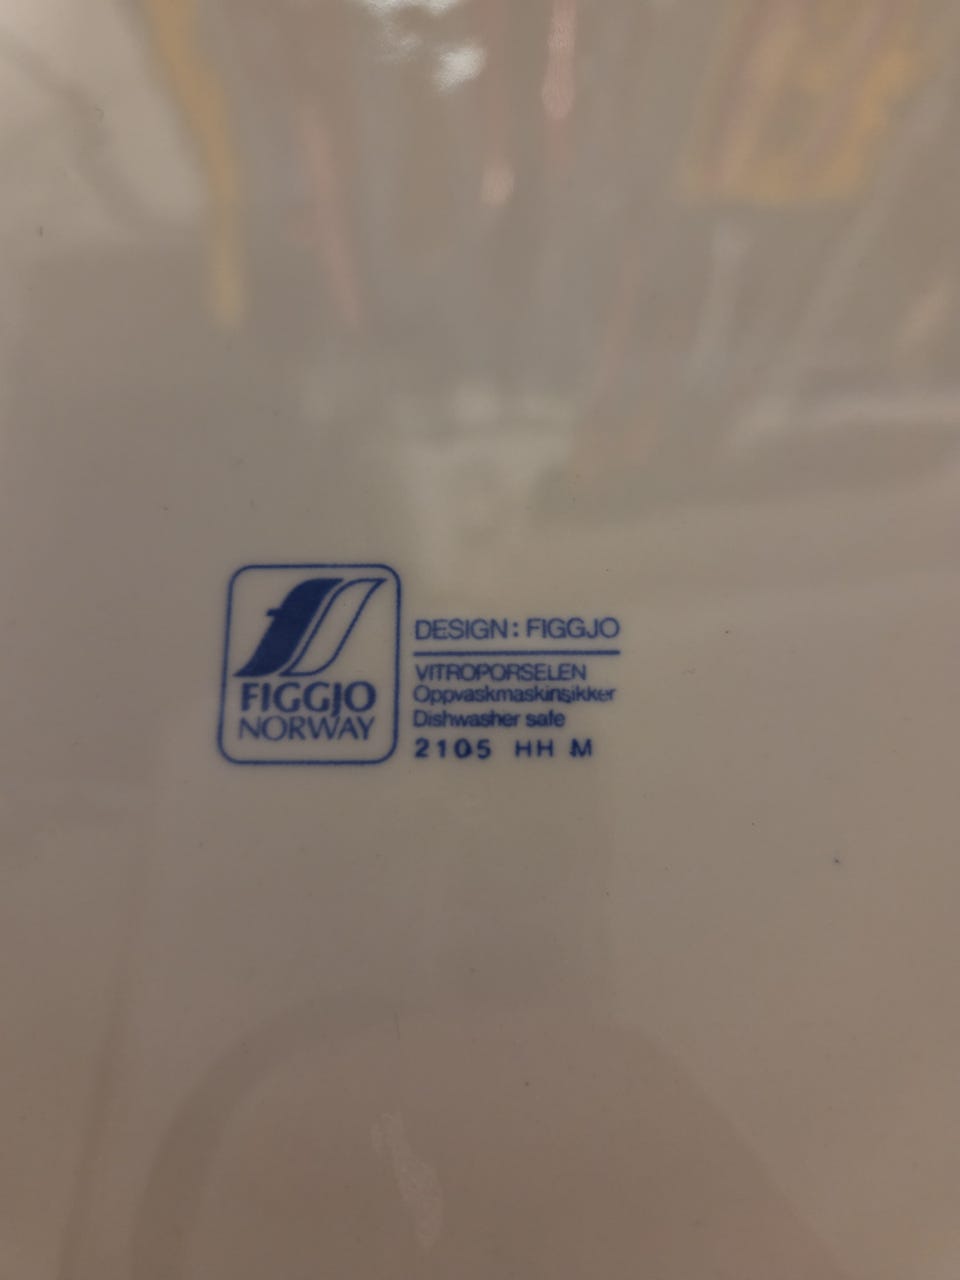 FIGGJO
NORWAY
DESIGN: FIGGJO
VITROPORSELEN
Oppvaskmaskinsikker
Dishwasher safe
2105 HH M